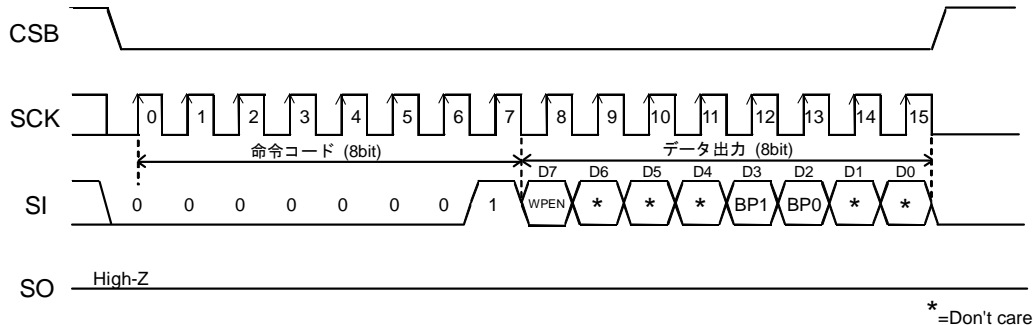 CSB
SCK
0 1 2 3 4 5 6 7 8 9 10 11 12 13 14 15
命令コード (8bit) データ出力 (8bit)
D7 D6 D5 D4 D3 D2 D1 D0
SI
0 0 0 0 0 0 0 1 WPEN * * * BP1 BP0 * *
High-Z
SO
*=Don't care